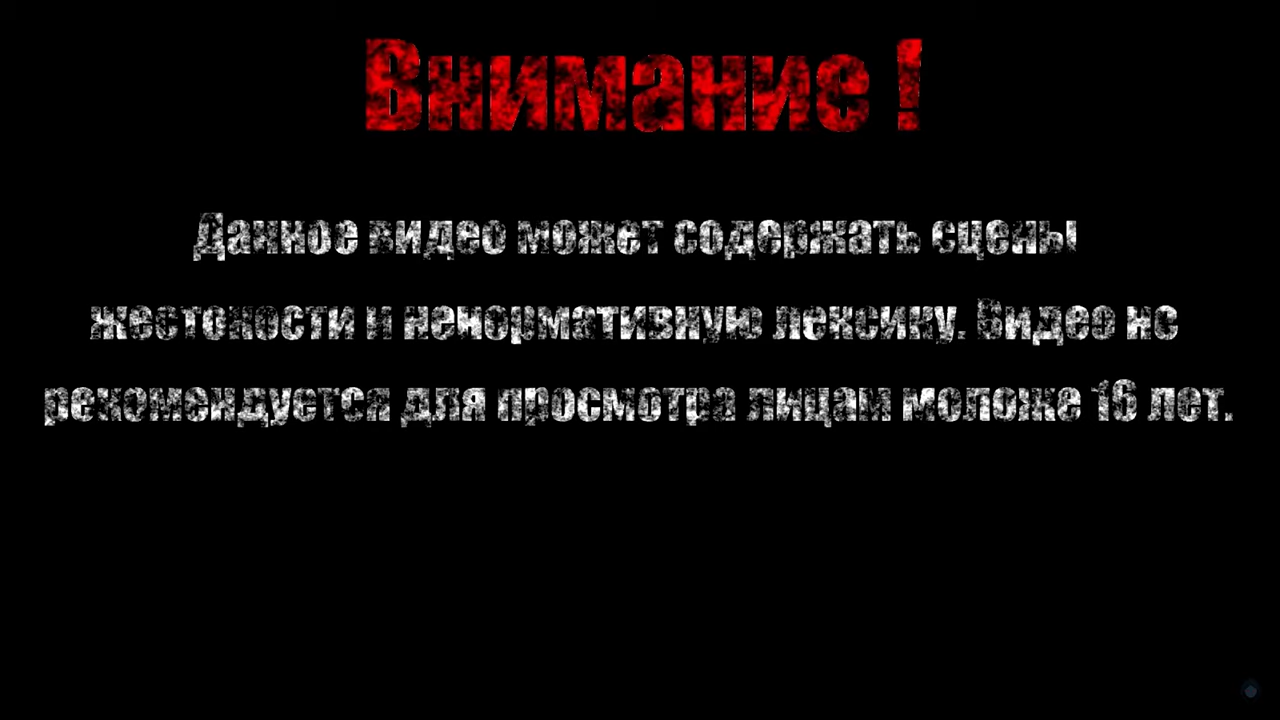 Внимание !
Данное видео может содержать сцены
жестокости и ненормативную лексику. Видео не
рекомендуется для просмотра лицам моложе 16 лет.